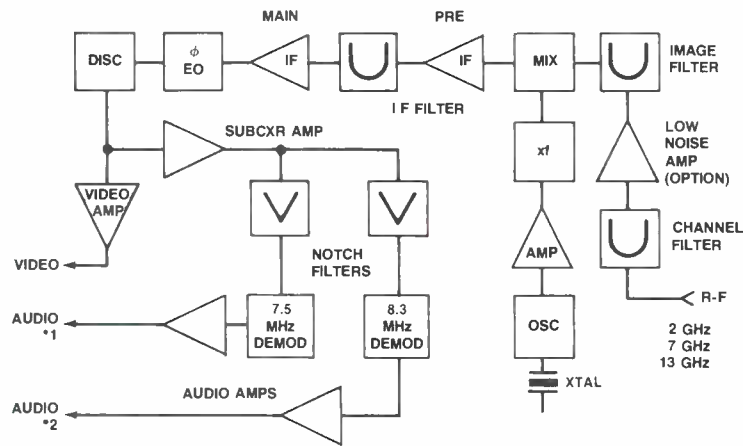 MAIN
PRE
DISC
ϕ
EO
IF
IF
MIX
IMAGE
FILTER
I F FILTER
SUBCXR AMP
xf
LOW
NOISE
AMP
(OPTION)
VIDEO
AMP
NOTCH
FILTERS
AMP
CHANNEL
FILTER
VIDEO
R-F
AUDIO
*1
7.5
MHz
DEMOD
8.3
MHz
DEMOD
OSC
2 GHz
7 GHz
13 GHz
XTAL
AUDIO AMPS
AUDIO
*2